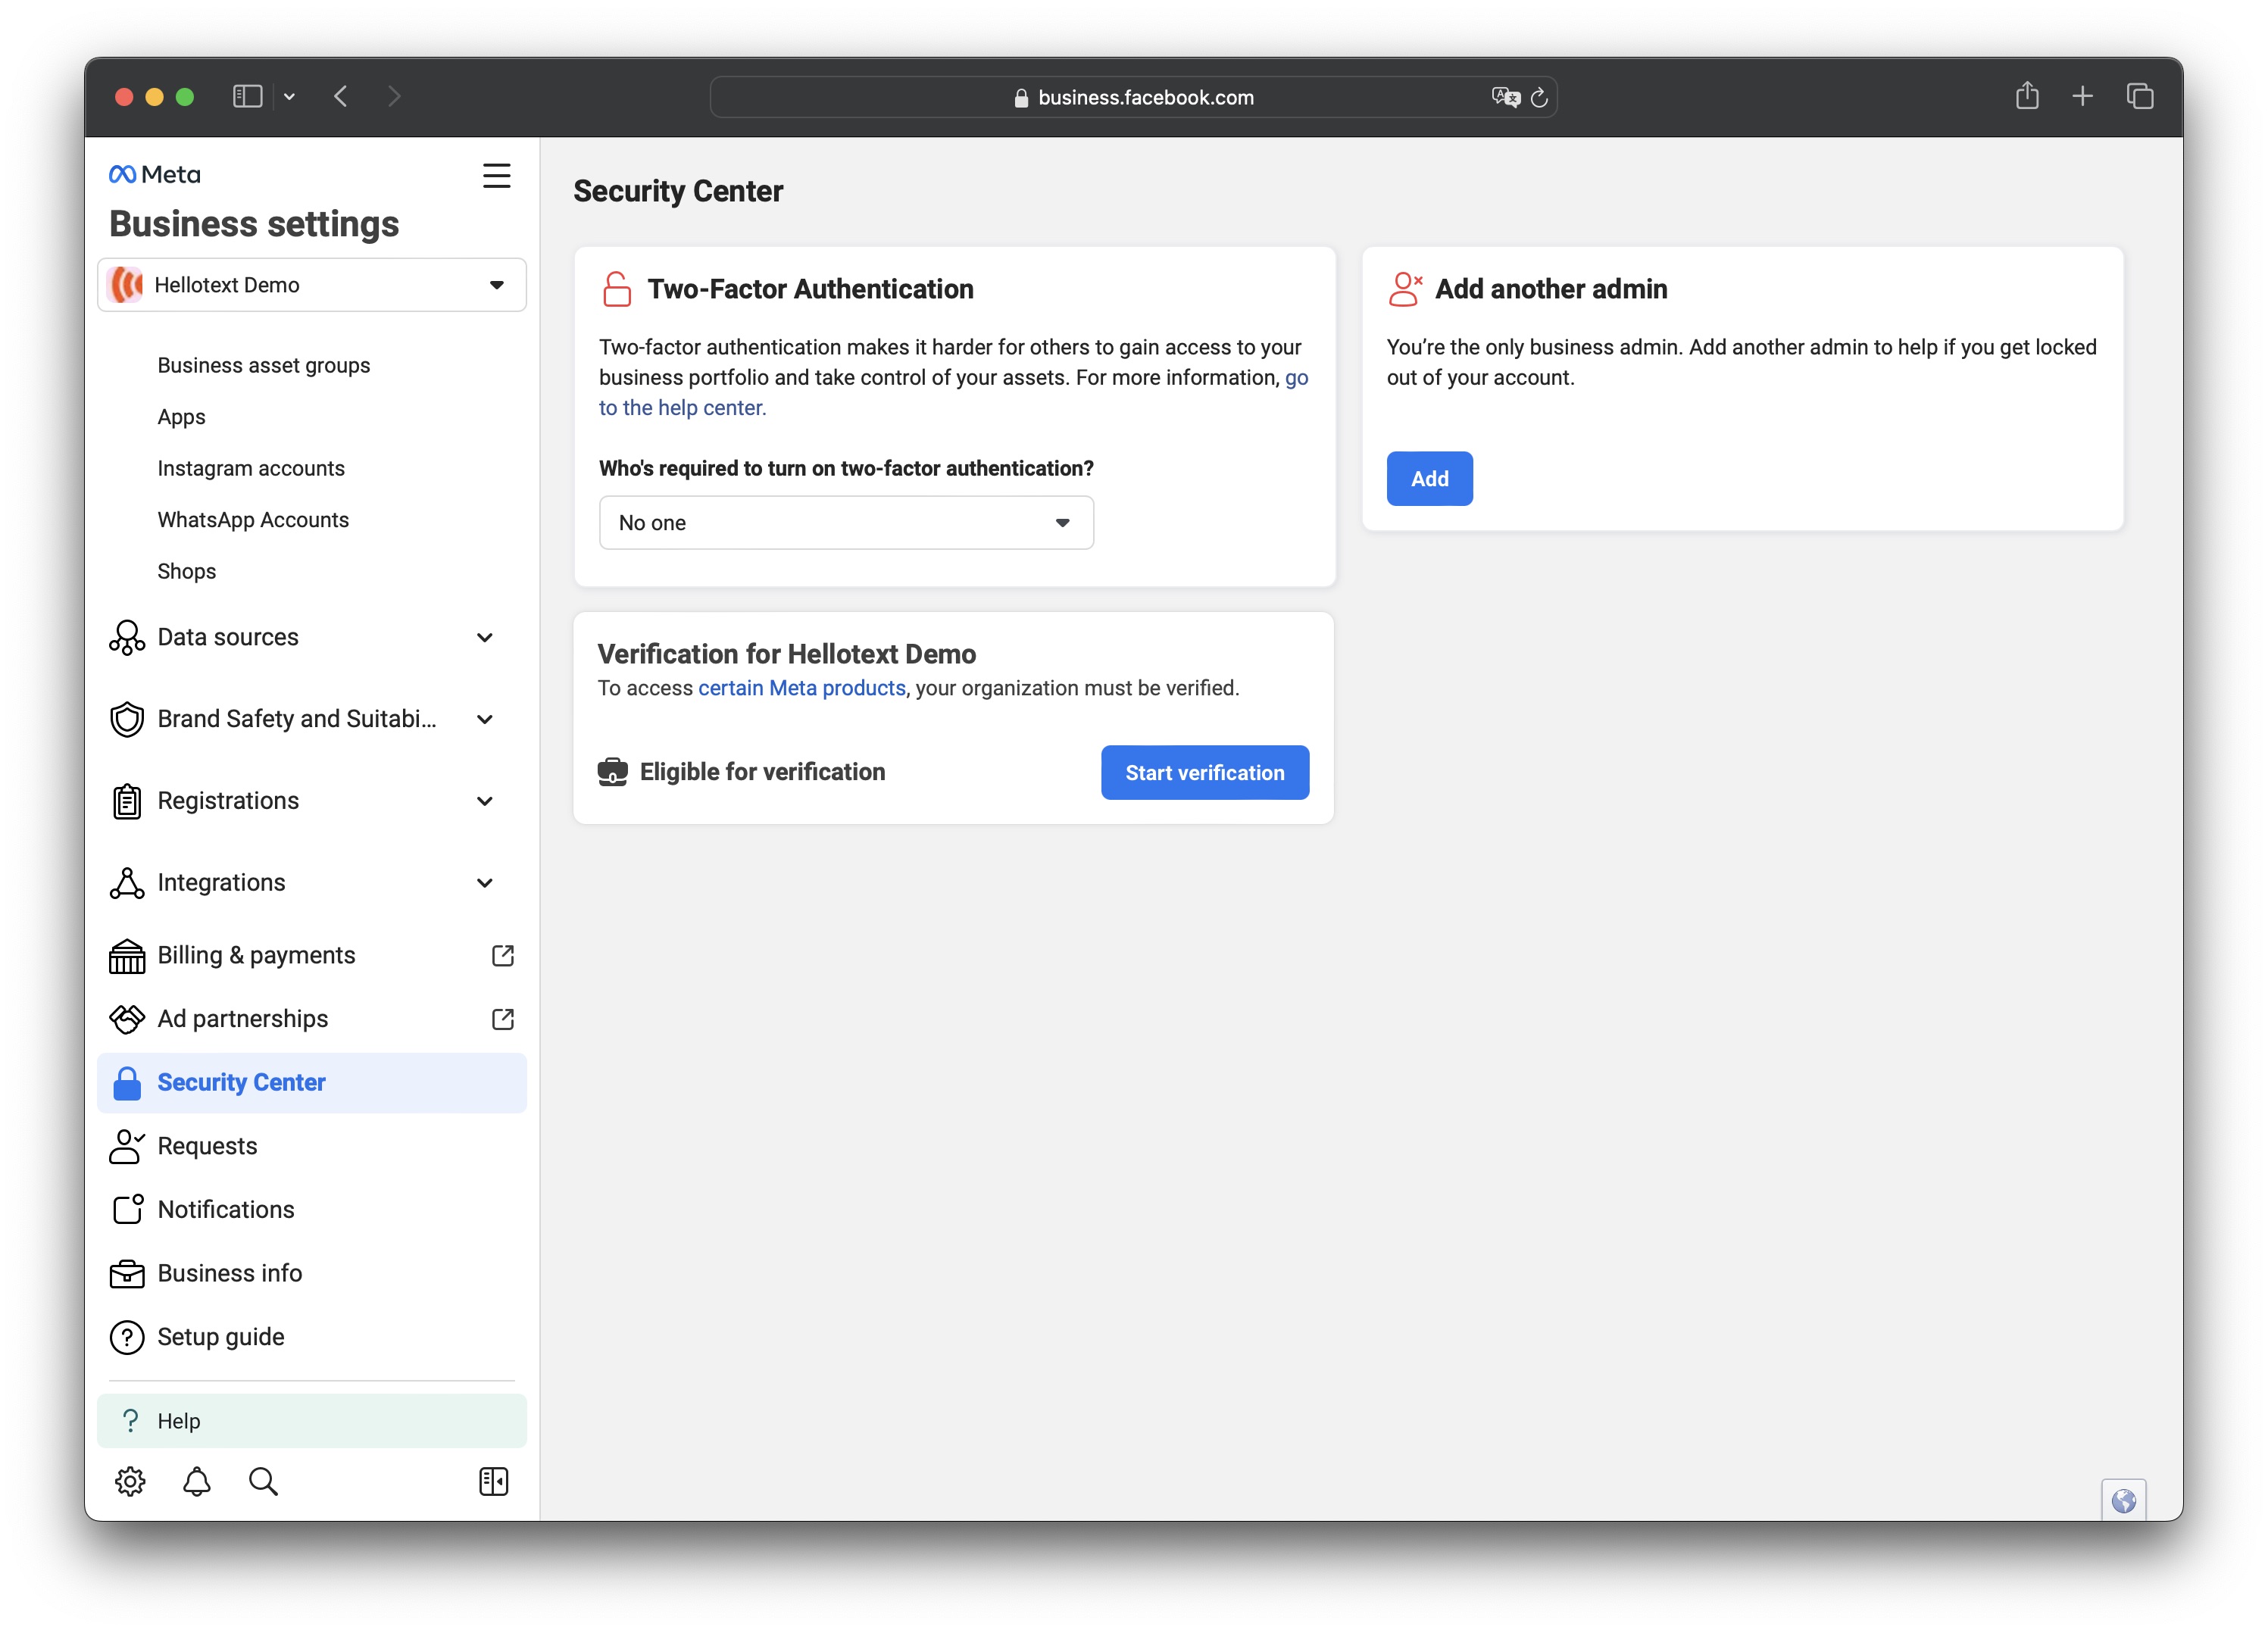 business.facebook.com
Meta
Business settings
Hellotext Demo
Business asset groups
Apps
Instagram accounts
WhatsApp Accounts
Shops
Data sources
Brand Safety and Suitabi...
Registrations
Integrations
Billing & payments
Ad partnerships
Security Center
Requests
Notifications
Business info
Setup guide
? Help
Security Center
Two-Factor Authentication
Two-factor authentication makes it harder for others to gain access to your
business portfolio and take control of your assets. For more information, go
to the help center.
Who's required to turn on two-factor authentication?
No one
Add another admin
You’re the only business admin. Add another admin to help if you get locked
out of your account.
Add
Verification for Hellotext Demo
To access certain Meta products, your organization must be verified.
Eligible for verification
Start verification